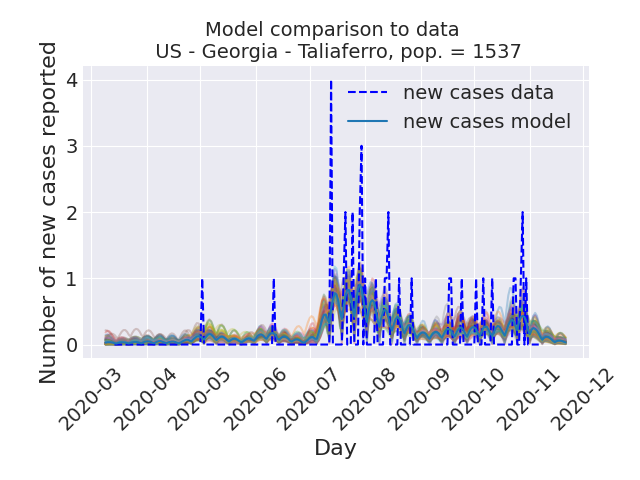 Model comparison to data
US - Georgia - Taliaferro, pop. = 1537
Number of new cases reported
4
3
2
1
0
new cases data
new cases model
2020-03
2020-04
2020-05
2020-06
2020-07
2020-08
2020-09
2020-10
2020-11
2020-12
Day